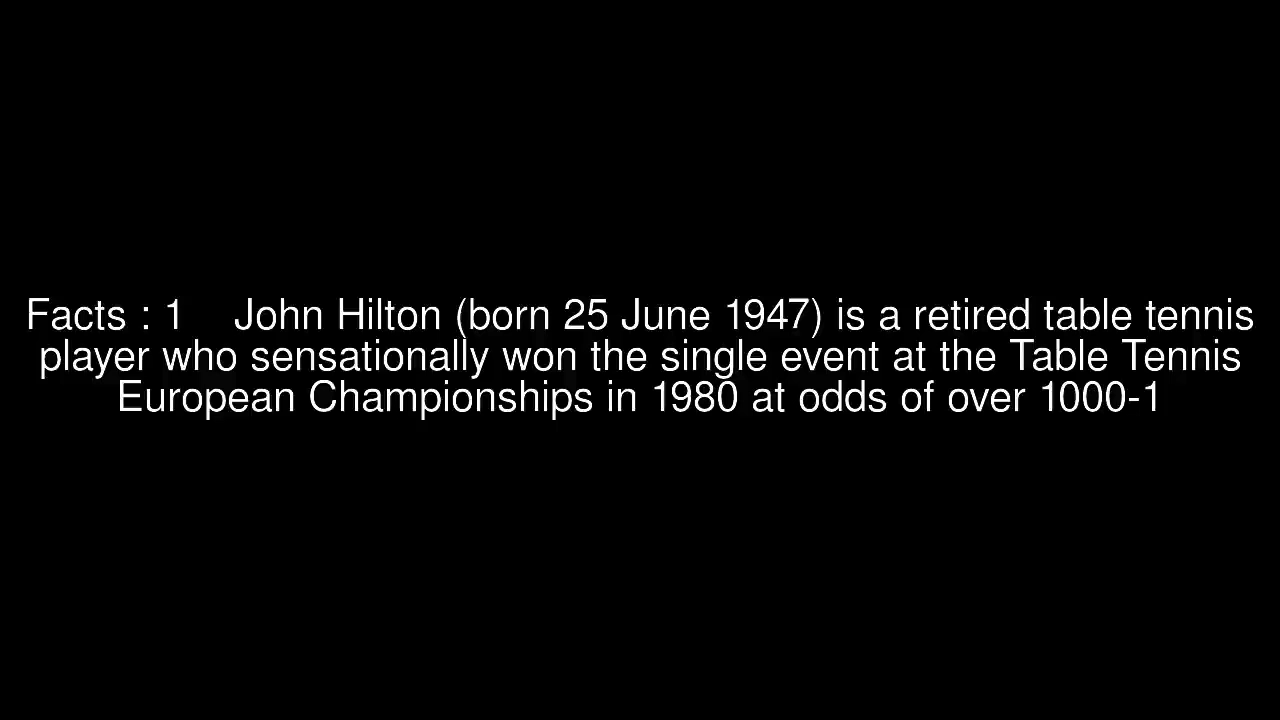 Facts : 1 John Hilton (born 25 June 1947) is a retired table tennis
player who sensationally won the single event at the Table Tennis
European Championships in 1980 at odds of over 1000-1